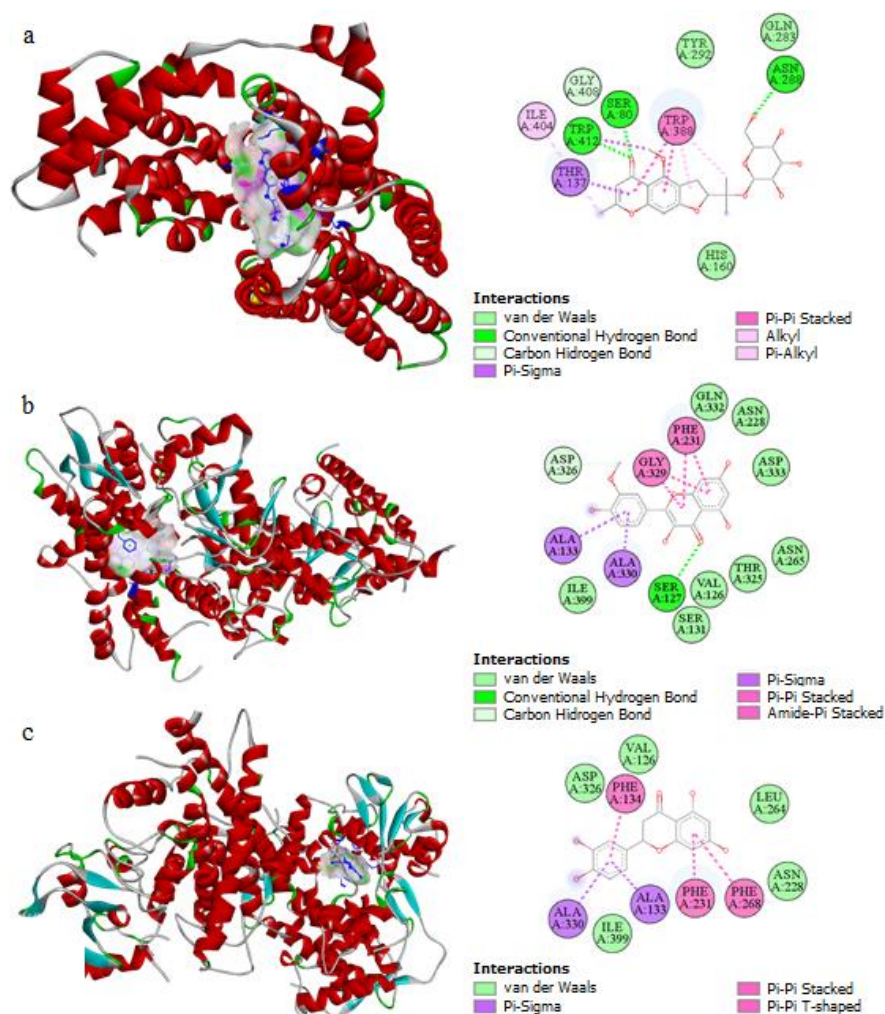 a
GLN
A:283
TYR
A:292
ASN
A:288
GLY
A:408
SER
A:80
ILE
A:404
TRP
A:412
TRP
A:388
THR
A:137
HIS
A:160
Interactions
van der Waals
Conventional Hydrogen Bond
Carbon Hidrogen Bond
Pi-Sigma
Pi-Pi Stacked
Alkyl
Pi-Alkyl
b
GLN
A:332
ASN
A:228
PHE
A:231
ASP
A:326
GLY
A:329
ASP
A:333
ALA
A:133
ALA
A:330
ASN
A:265
THR
A:325
VAL
A:126
SER
A:127
ILE
A:399
SER
A:131
Interactions
van der Waals
Conventional Hydrogen Bond
Carbon Hidrogen Bond
Pi-Sigma
Pi-Pi Stacked
Amide-Pi Stacked
c
VAL
A:126
ASP
A:326
PHE
A:134
LEU
A:264
ASN
A:228
ALA
A:330
ALA
A:133
PHE
A:231
PHE
A:268
ILE
A:399
Interactions
van der Waals
Pi-Sigma
Pi-Pi Stacked
Pi-Pi T-shaped